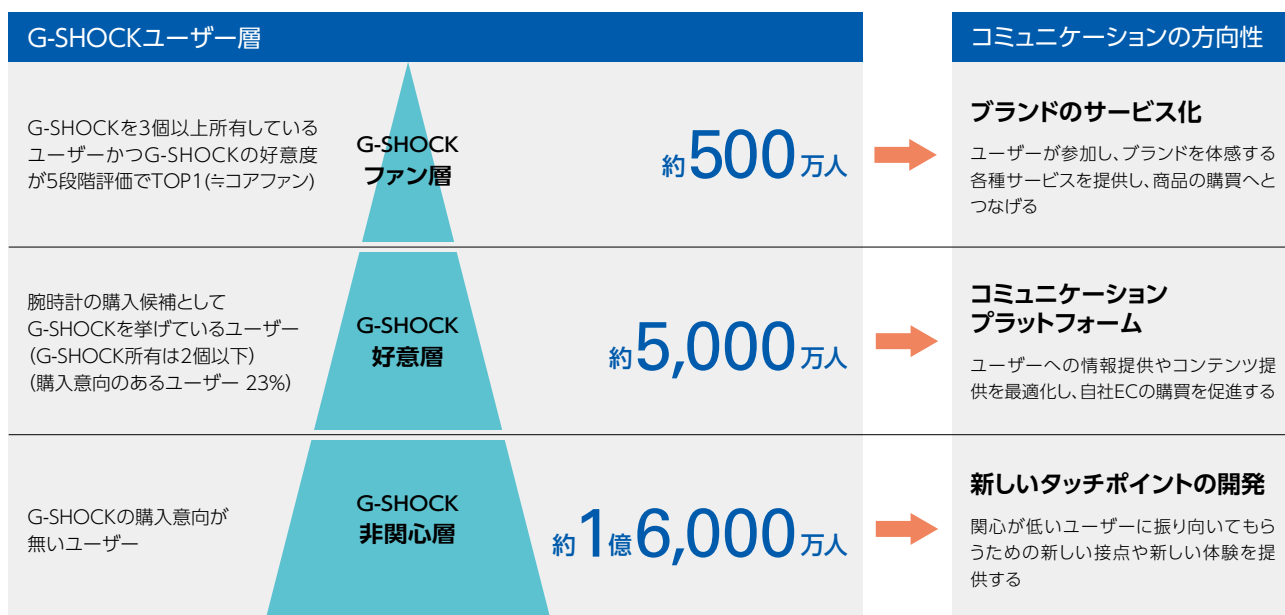 G-SHOCKユーザー層
コミュニケーションの方向性
G-SHOCKを3個以上所有している
ユーザーかつG-SHOCKの好意度
が5段階評価でTOP1(≒コアファン)
G-SHOCK
ファン層
約500万人
ブランドのサービス化
ユーザーが参加し、ブランドを体感する
各種サービスを提供し、商品の購買へと
つなげる
腕時計の購入候補として
G-SHOCKを挙げているユーザー
(G-SHOCK所有は2個以下)
(購入意向のあるユーザー 23%)
G-SHOCK
好意層
約5,000万人
コミュニケーション
プラットフォーム
ユーザーへの情報提供やコンテンツ提
供を最適化し、自社ECの購買を促進する
G-SHOCKの購入意向が
無いユーザー
G-SHOCK
非関心層
約1億6,000万人
新しいタッチポイントの開発
関心が低いユーザーに振り向いてもら
うための新しい接点や新しい体験を提
供する